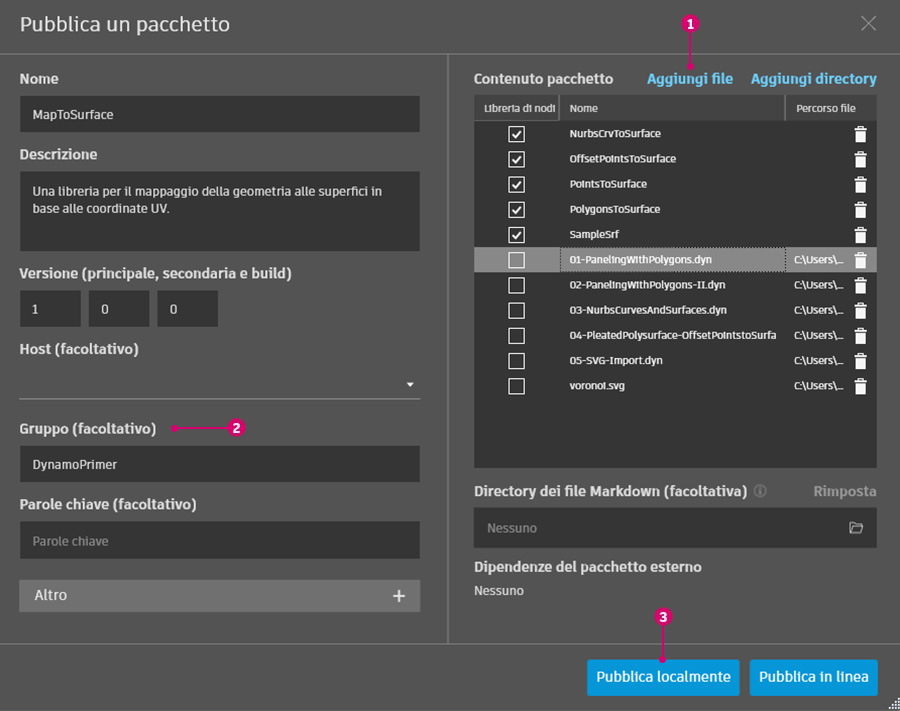 Pubblica un pacchetto
1
Nome
MapToSurface
Descrizione
Una libreria per il mappaggio della geometria alle superfici in
base alle coordinate UV.
Versione (principale, secondaria e build)
1 0 0
Host (facoltativo)
Gruppo (facoltativo) 2
DynamoPrimer
Parole chiave (facoltativo)
Parole chiave
Altro +
Contenuto pacchetto Aggiungi file Aggiungi directory
Libreria di nodi Nome Percorso file
NurbsCrvToSurface
OffsetPointsToSurface
PointsToSurface
PolygonsToSurface
SampleSrf
01-PanelingWithPolygons.dyn C:\Users\...
02-PanelingWithPolygons-II.dyn C:\Users\...
03-NurbsCurvesAndSurfaces.dyn C:\Users\...
04-PleatedPolysurface-OffsetPointstoSurfa C:\Users\...
05-SVG-Import.dyn C:\Users\...
voronoi.svg C:\Users\...
Directory dei file Markdown (facoltativa) Rimposta
Nessuno
Dipendenze del pacchetto esterno
Nessuno
3
Pubblica localmente Pubblica in linea